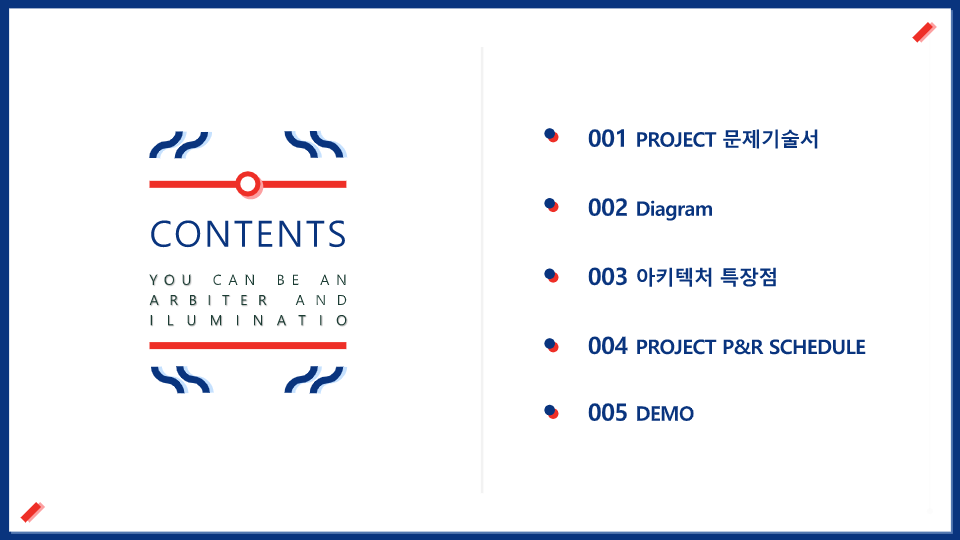 CONTENTS
YOU CAN BE AN
ARBITER AND
ILUMINATIO
001 PROJECT 문제기술서
002 Diagram
003 아키텍처 특장점
004 PROJECT P&R SCHEDULE
005 DEMO